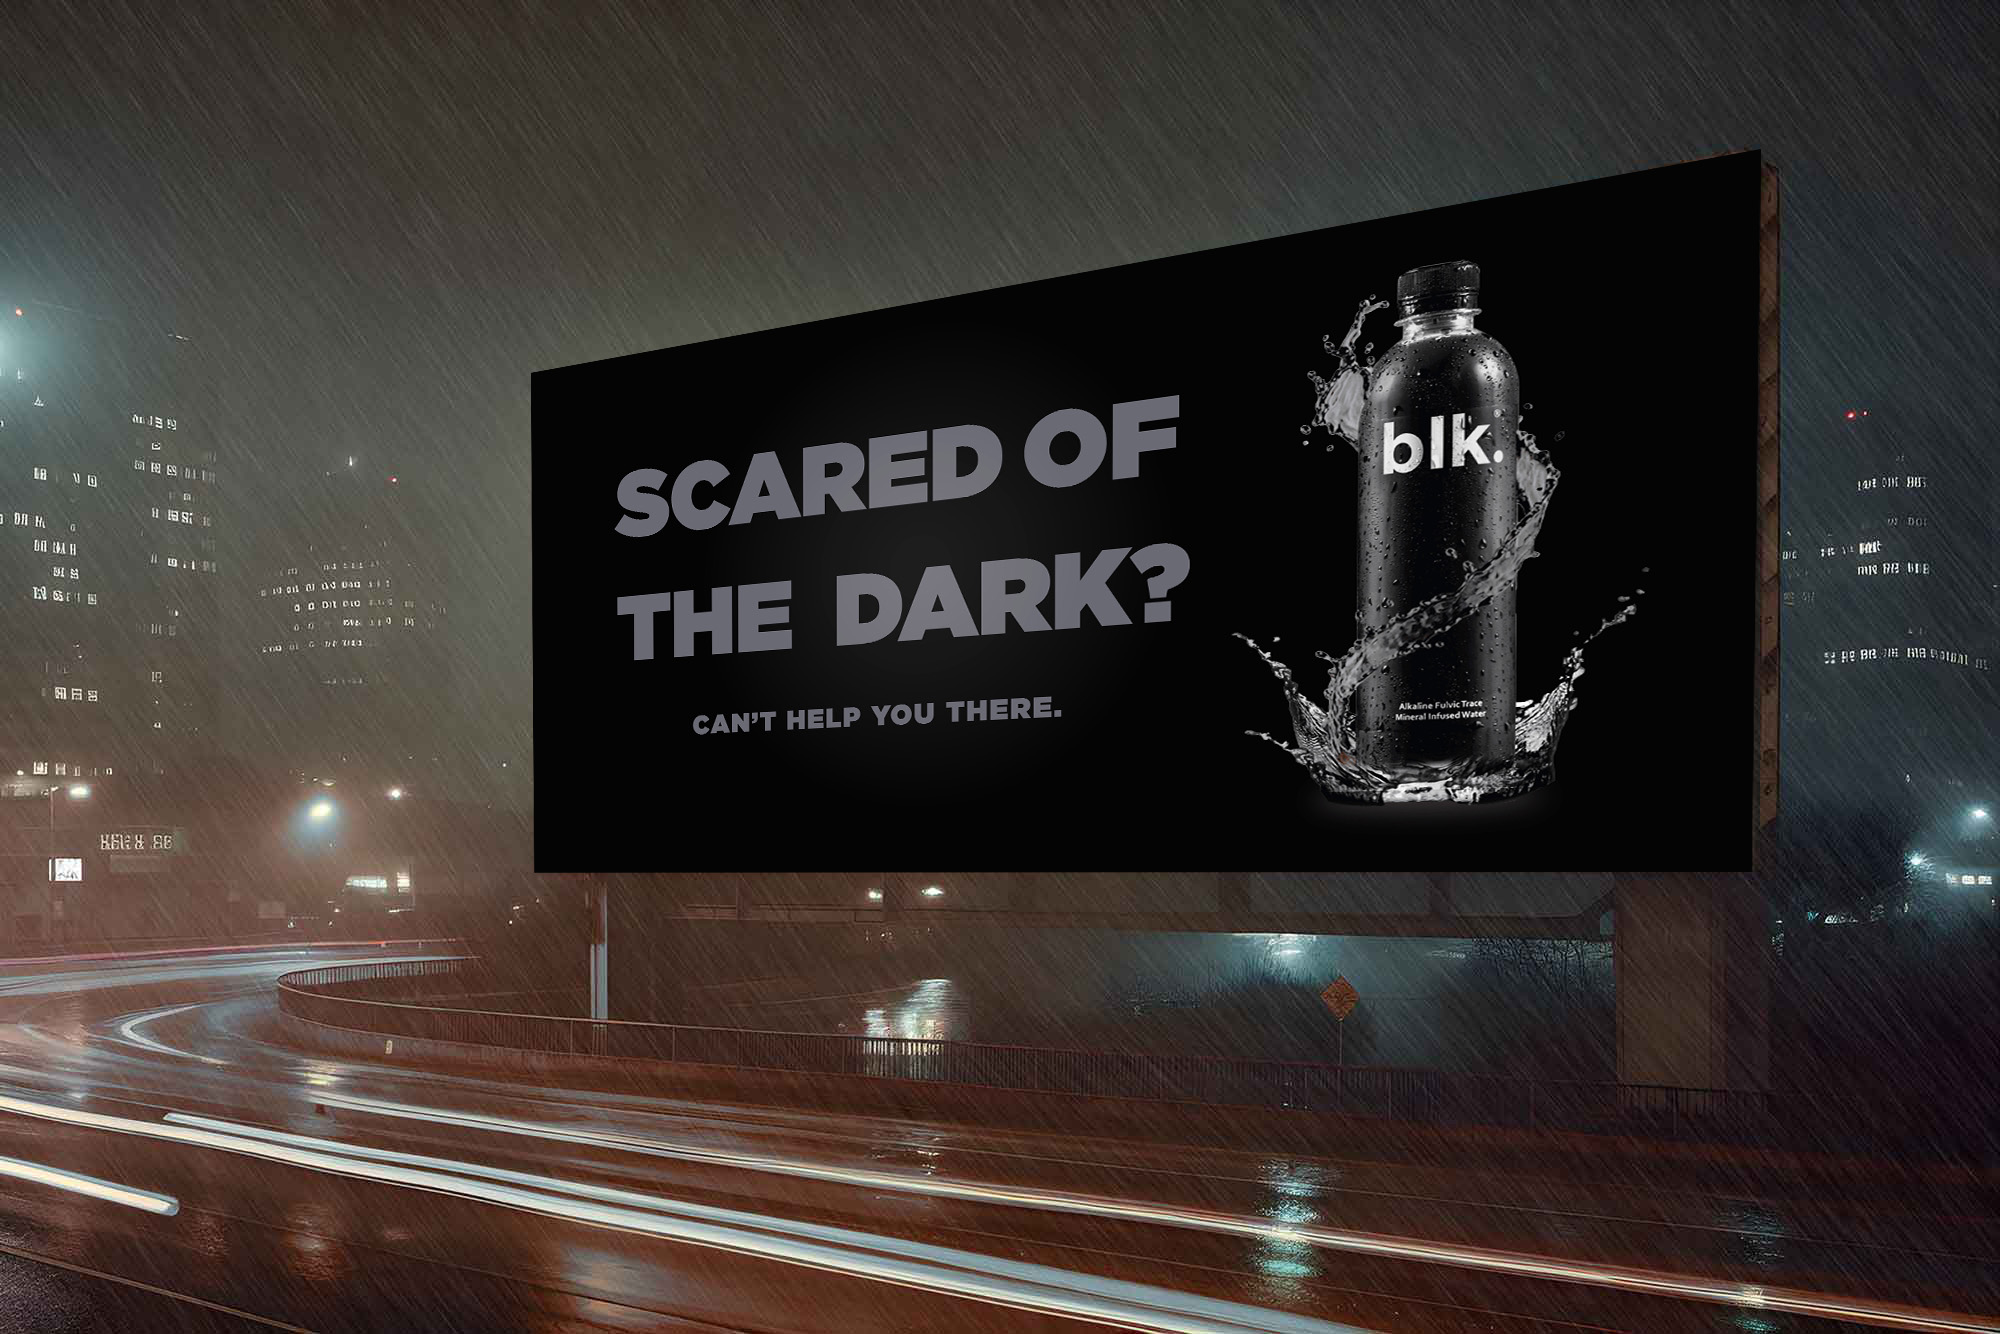 SCARED OF
THE DARK?
CAN'T HELP YOU THERE.
blk.®
Alkaline Fulvic Trace
Mineral Infused Water